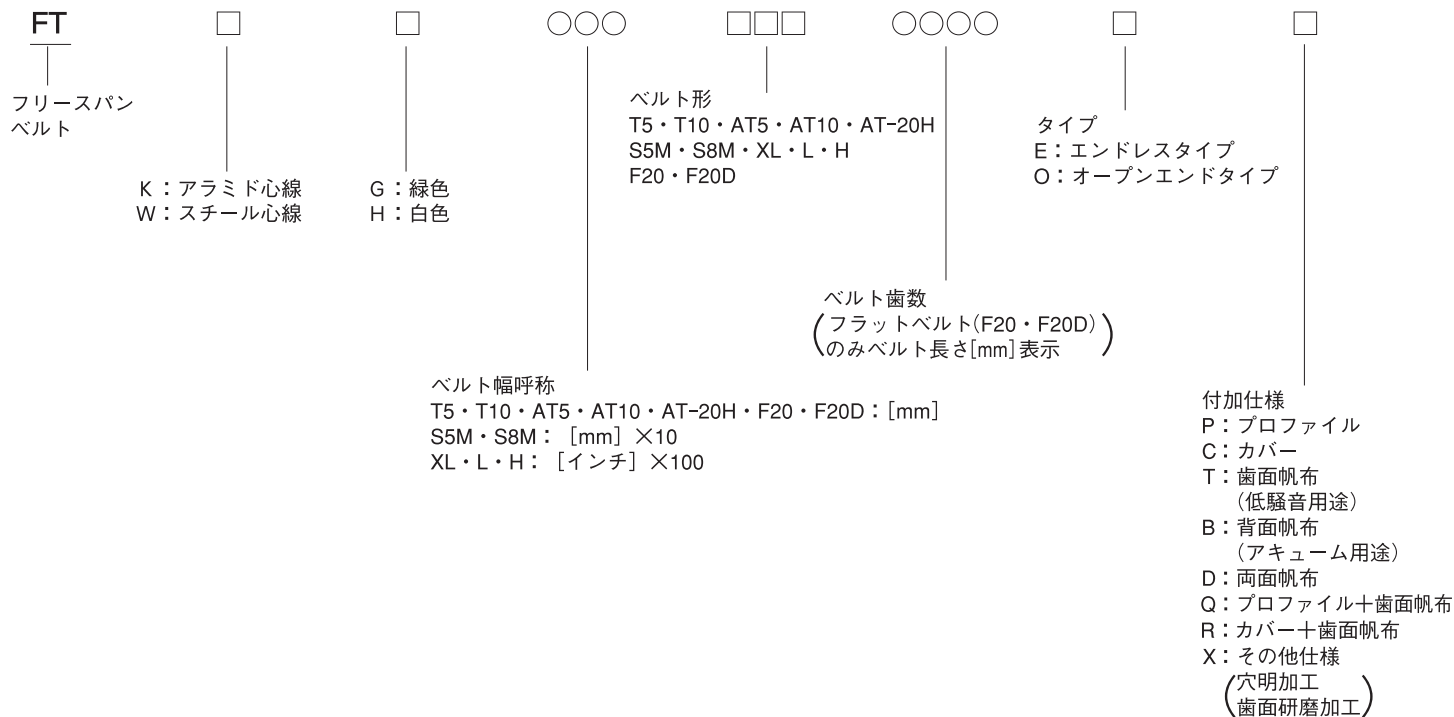 FT □ □ ○○○ □□□ ○○○○ □ □
フリースパン
ベルト
K：アラミド心線
W：スチール心線
G：緑色
H：白色
ベルト幅呼称
T5・T10・AT5・AT10・AT-20H・F20・F20D：[mm]
S5M・S8M：［mm］×10
XL・L・H：［インチ］×100
ベルト形
T5・T10・AT5・AT10・AT-20H
S5M・S8M・XL・L・H
F20・F20D
ベルト歯数
(フラットベルト(F20・F20D)
のみベルト長さ[mm]表示)
タイプ
E：エンドレスタイプ
O：オープンエンドタイプ
付加仕様
P：プロファイル
C：カバー
T：歯面帆布
（低騒音用途）
B：背面帆布
（アキューム用途）
D：両面帆布
Q：プロファイル＋歯面帆布
R：カバー＋歯面帆布
X：その他仕様
(穴明加工
歯面研磨加工)